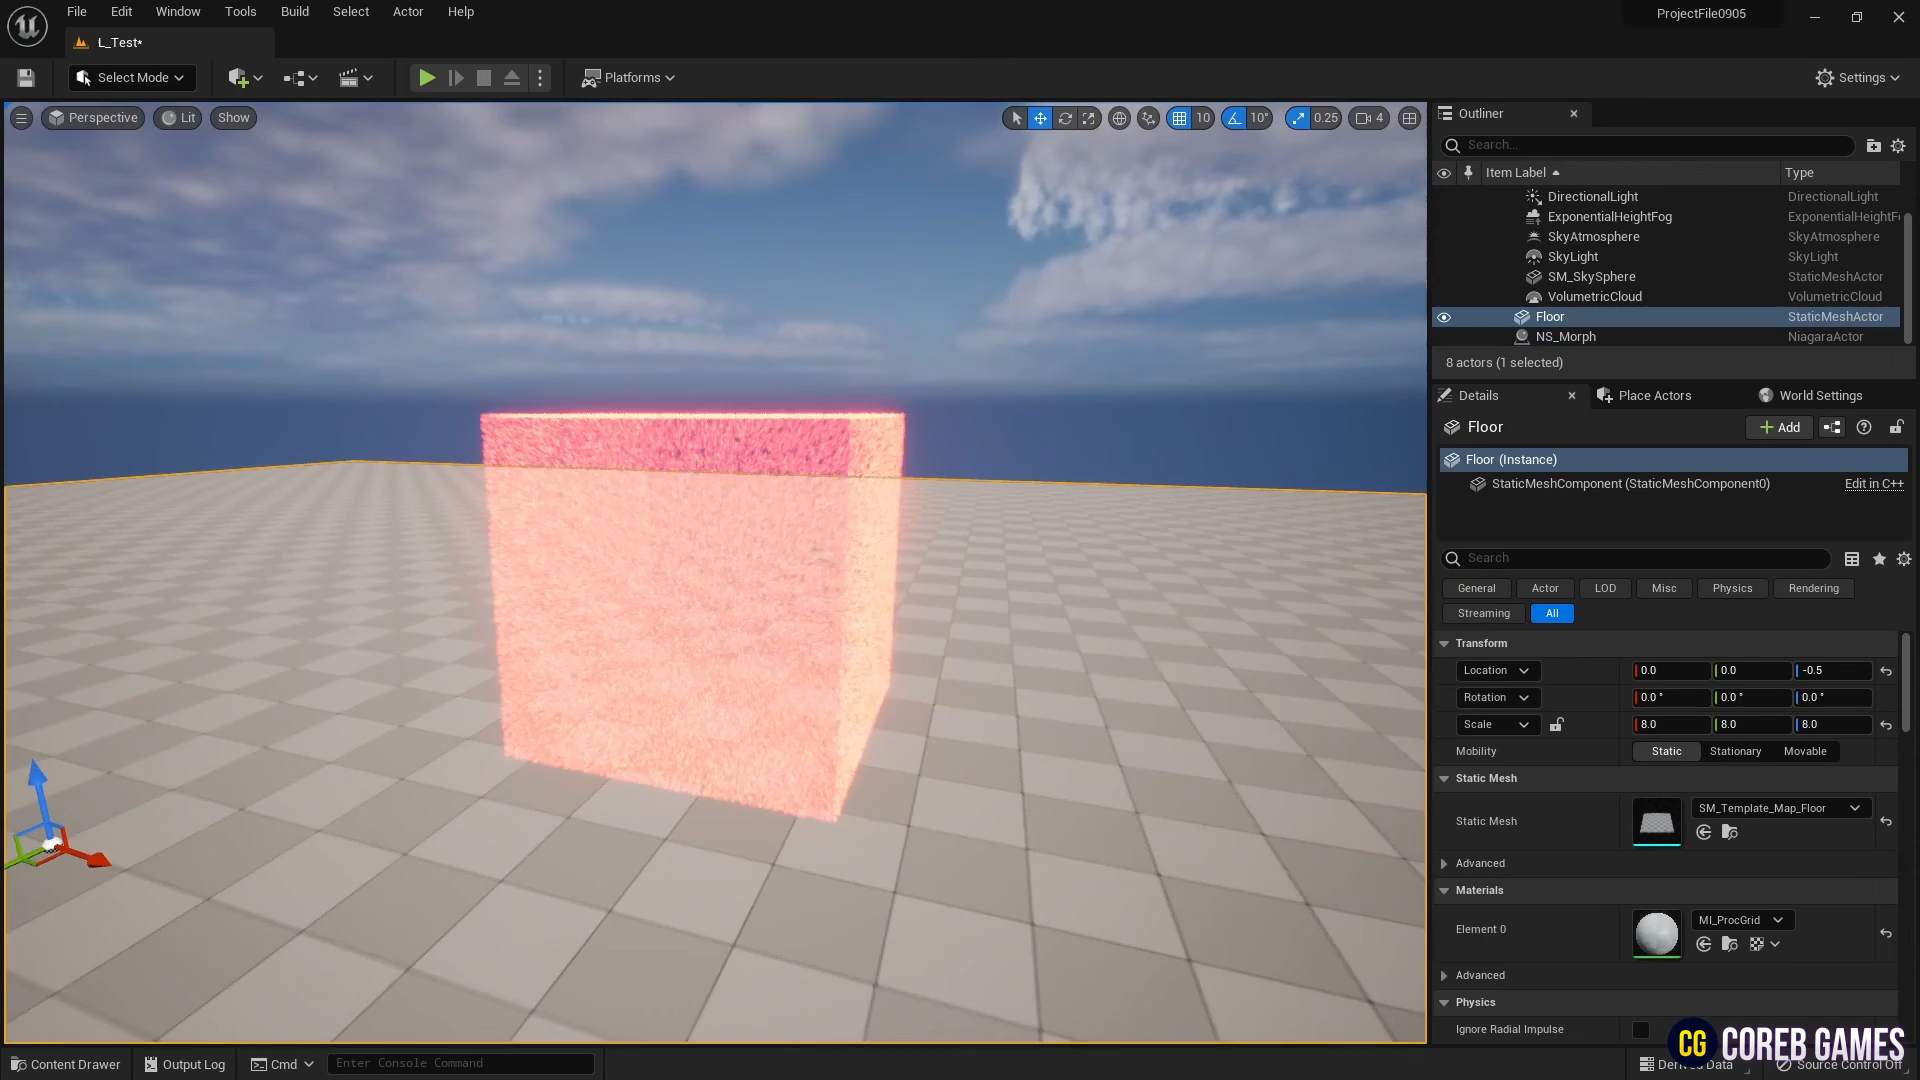 File Edit Window Tools Build Select Actor Help
ProjectFile0905
L_Test*
Select Mode
Platforms
Settings
Perspective Lit Show
10 10° 0.25 4
Outliner
Search...
Item Label Type
DirectionalLight DirectionalLight
ExponentialHeightFog ExponentialHeightFo
SkyAtmosphere SkyAtmosphere
SkyLight SkyLight
SM_SkySphere StaticMeshActor
VolumetricCloud VolumetricCloud
Floor StaticMeshActor
NS_Morph NiagaraActor
8 actors (1 selected)
Details Place Actors World Settings
Floor
Add
Floor (Instance)
StaticMeshComponent (StaticMeshComponent0) Edit in C++
Search
General Actor LOD Misc Physics Rendering
Streaming All
Transform
Location 0.0 0.0 -0.5
Rotation 0.0 ° 0.0 ° 0.0 °
Scale 8.0 8.0 8.0
Mobility Static Stationary Movable
Static Mesh
Static Mesh SM_Template_Map_Floor
Advanced
Materials
Element 0 MI_ProcGrid
Advanced
Physics
Ignore Radial Impulse
CG COREB GAMES
Content Drawer Output Log Cmd Enter Console Command
Derived Data Source Control Off